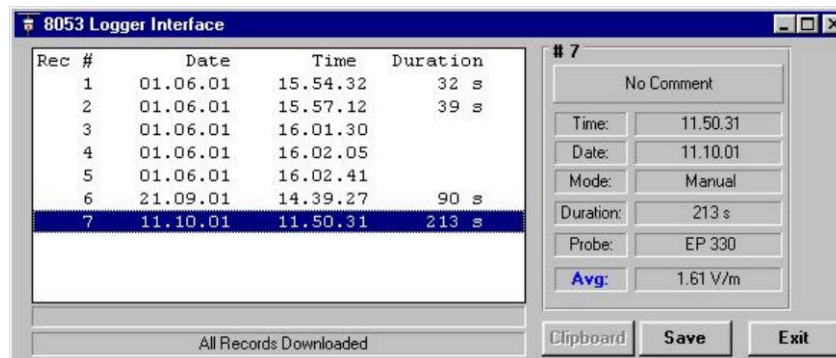 8053 Logger Interface
Rec # Date Time Duration
1 01.06.01 15.54.32 32 s
2 01.06.01 15.57.12 39 s
3 01.06.01 16.01.30
4 01.06.01 16.02.05
5 01.06.01 16.02.41
6 21.09.01 14.39.27 90 s
7 11.10.01 11.50.31 213 s
All Records Downloaded
# 7
No Comment
Time: 11.50.31
Date: 11.10.01
Mode: Manual
Duration: 213 s
Probe: EP 330
Avg: 1.61 V/m
Clipboard Save Exit